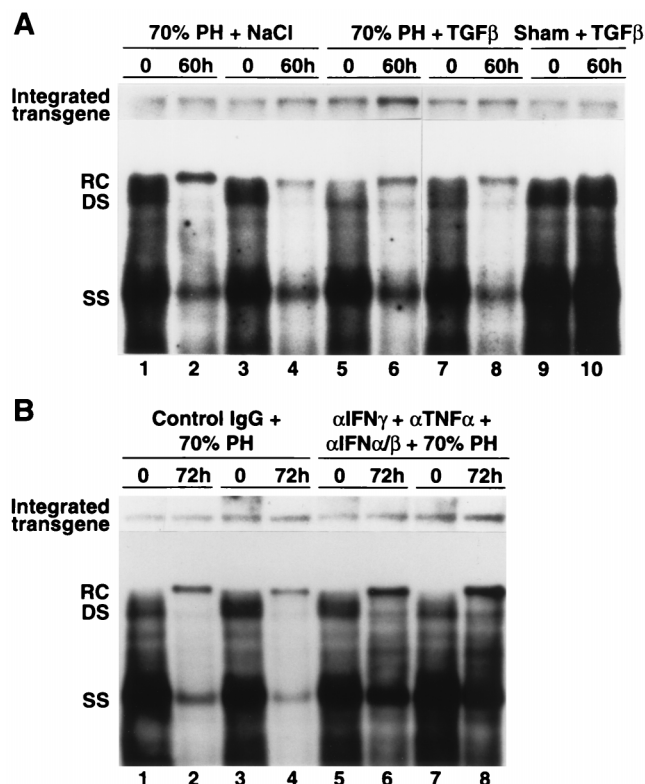 A
70% PH + NaCl 70% PH + TGFβ Sham + TGFβ
0 60h 0 60h 0 60h 0 60h 0 60h
Integrated
transgene
RC
DS
SS
1 2 3 4 5 6 7 8 9 10
B
Control IgG +
70% PH
αIFNγ + αTNFα +
αIFNα/β + 70% PH
0 72h 0 72h 0 72h 0 72h
Integrated
transgene
RC
DS
SS
1 2 3 4 5 6 7 8